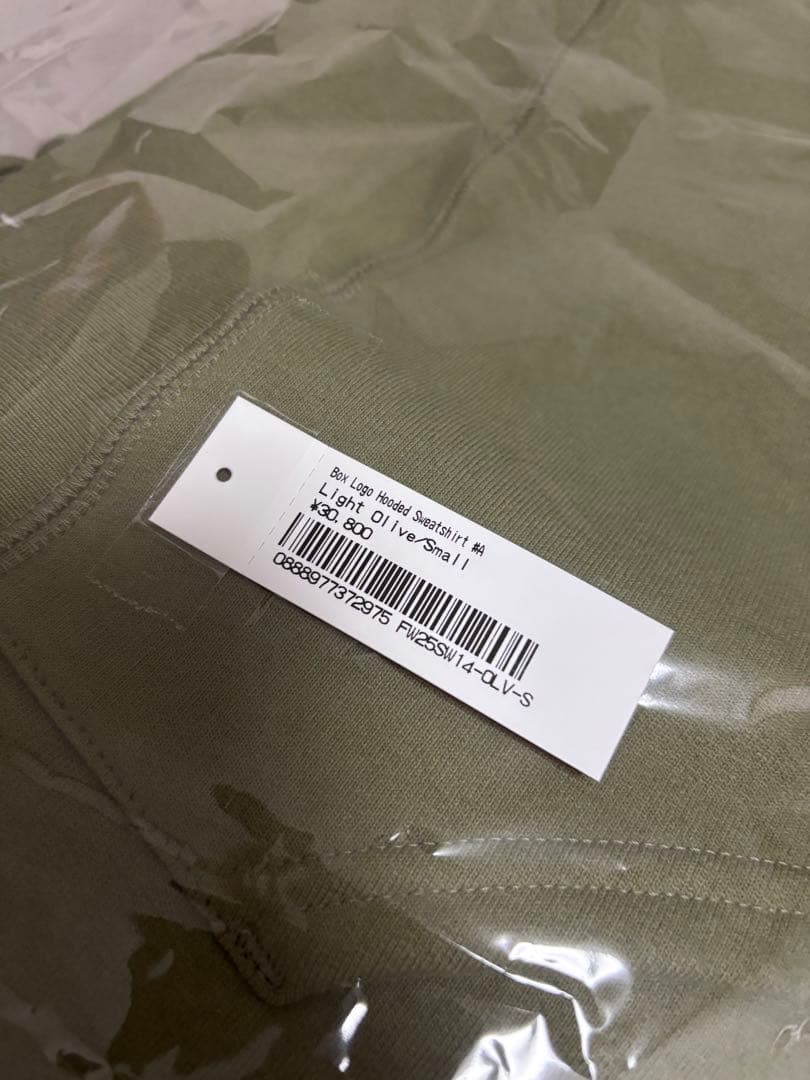 Box Logo Hooded Sweatshirt #A
Light Olive/Small
¥30,800
0888977372975 FW25SW14-OLV-S